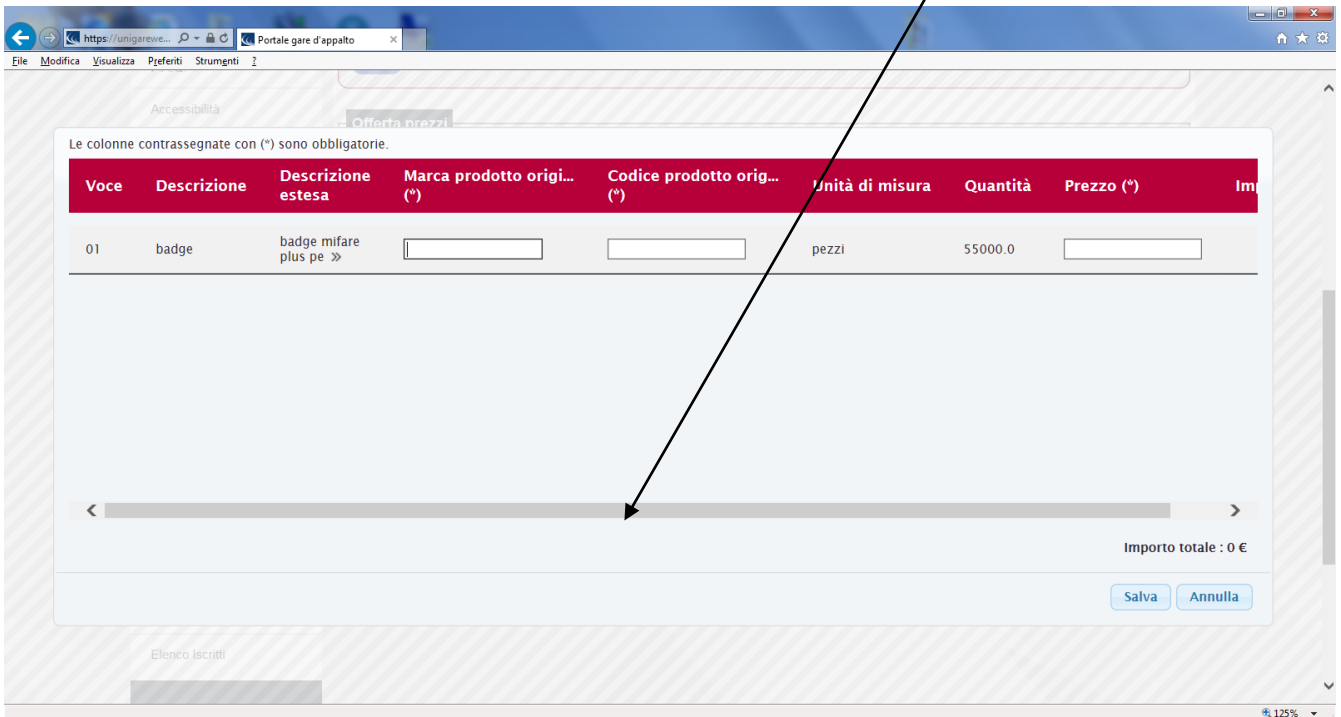 https://unigarewe...
Portale gare d'appalto
File Modifica Visualizza Preferiti Strumenti ?
Accessibilità
Offerta prezzi
Le colonne contrassegnate con (*) sono obbligatorie.
Voce Descrizione Descrizione estesa Marca prodotto origi... (*) Codice prodotto orig... (*) Unità di misura Quantità Prezzo (*) Imp
01 badge badge mifare plus pe » pezzi 55000.0
Importo totale : 0 €
Salva Annulla
Elenco Iscritti
125%